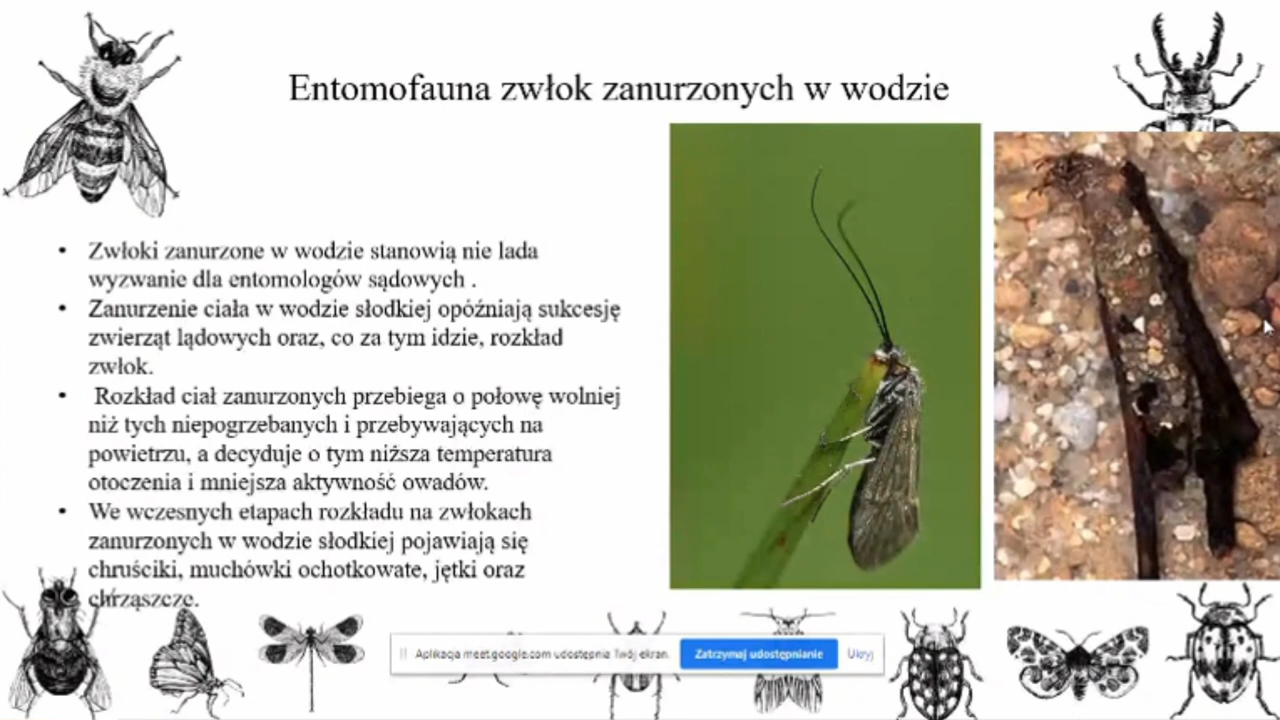 Entomofauna zwłok zanurzonych w wodzie
• Zwłoki zanurzone w wodzie stanowią nie lada
wyzwanie dla entomologów sądowych .
• Zanurzenie ciała w wodzie słodkiej opóźniają sukcesję
zwierząt lądowych oraz, co za tym idzie, rozkład
zwłok.
• Rozkład ciał zanurzonych przebiega o połowę wolniej
niż tych niepogrzebanych i przebywających na
powietrzu, a decyduje o tym niższa temperatura
otoczenia i mniejsza aktywność owadów.
• We wczesnych etapach rozkładu na zwłokach
zanurzonych w wodzie słodkiej pojawiają się
chruściki, muchówki ochotkowate, jętki oraz
chrząszcze.
Aplikacja meet.google.com udostępnia Twój ekran.
Zatrzymaj udostępnianie
Ukryj